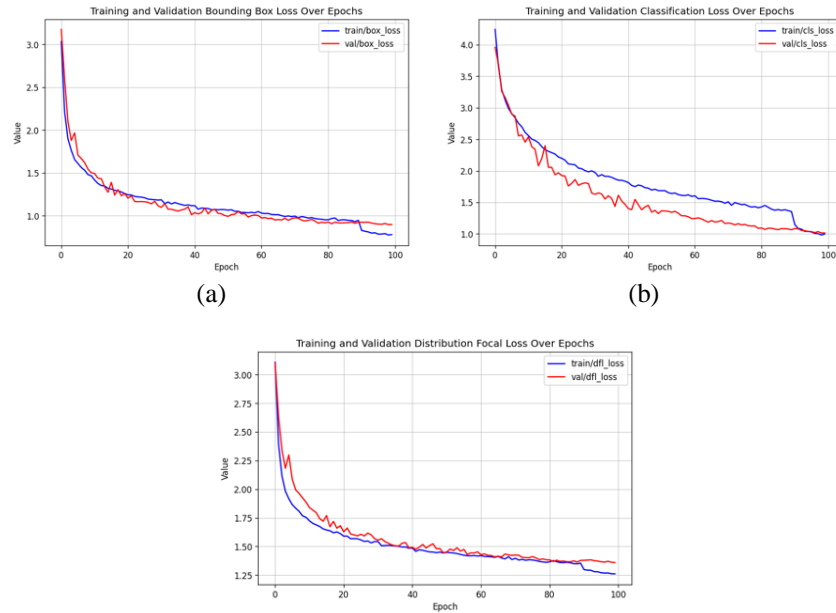 Training and Validation Bounding Box Loss Over Epochs
train/box_loss
val/box_loss
3.0
2.5
2.0
1.5
1.0
Value
0
20
40
60
80
100
Epoch
(a)
Training and Validation Classification Loss Over Epochs
train/cls_loss
val/cls_loss
4.0
3.5
3.0
2.5
2.0
1.5
1.0
Value
0
20
40
60
80
100
Epoch
(b)
Training and Validation Distribution Focal Loss Over Epochs
train/dfl_loss
val/dfl_loss
3.00
2.75
2.50
2.25
2.00
1.75
1.50
1.25
Value
0
20
40
60
80
100
Epoch